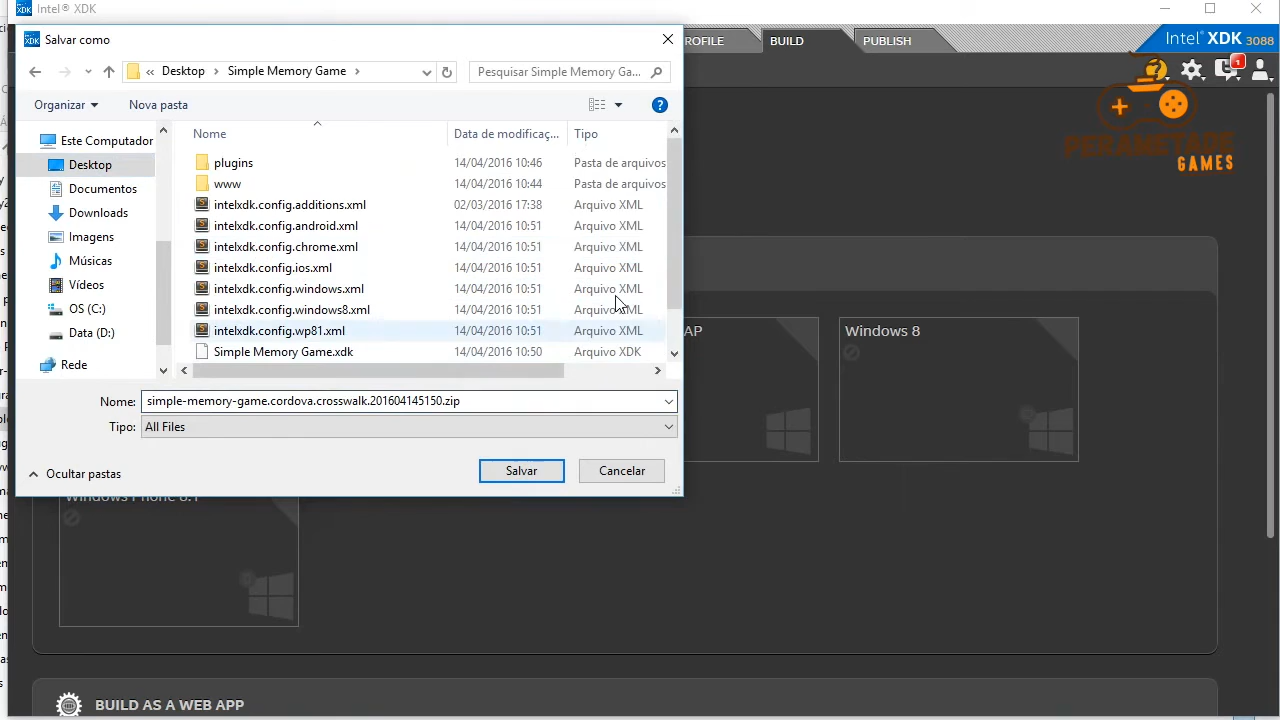 Intel® XDK
Salvar como
Desktop
Simple Memory Game
Pesquisar Simple Memory Ga...
Organizar
Nova pasta
Este Computador
Desktop
Documentos
Downloads
Imagens
Músicas
Vídeos
OS (C:)
Data (D:)
Rede
Nome Data de modificaç... Tipo
plugins 14/04/2016 10:46 Pasta de arquivos
www 14/04/2016 10:44 Pasta de arquivos
intelxdk.config.additions.xml 02/03/2016 17:38 Arquivo XML
intelxdk.config.android.xml 14/04/2016 10:51 Arquivo XML
intelxdk.config.chrome.xml 14/04/2016 10:51 Arquivo XML
intelxdk.config.ios.xml 14/04/2016 10:51 Arquivo XML
intelxdk.config.windows.xml 14/04/2016 10:51 Arquivo XML
intelxdk.config.windows8.xml 14/04/2016 10:51 Arquivo XML
intelxdk.config.wp81.xml 14/04/2016 10:51 Arquivo XML
Simple Memory Game.xdk 14/04/2016 10:50 Arquivo XDK
Nome: simple-memory-game.cordova.crosswalk.201604145150.zip
Tipo: All Files
Ocultar pastas
Salvar
Cancelar
ROFILE
BUILD
PUBLISH
Intel® XDK 3088
1
PERAMETADE
GAMES
AP
Windows 8
Windows Phone 8.1
BUILD AS A WEB APP